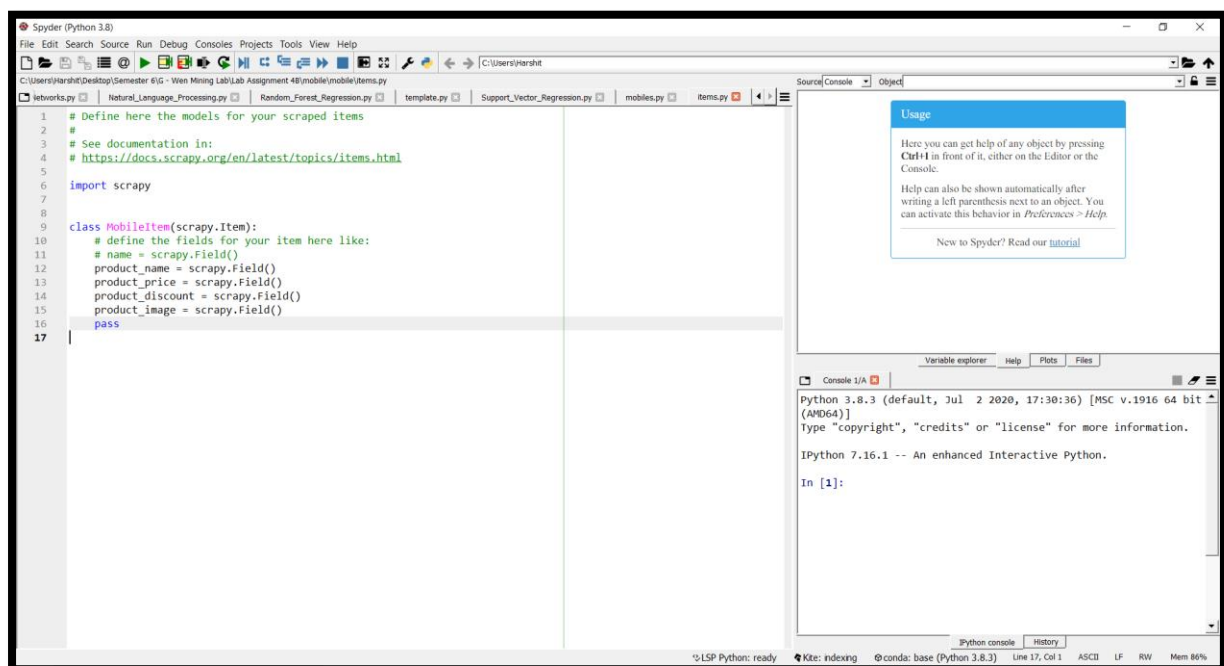 Spyder (Python 3.8)
File Edit Search Source Run Debug Consoles Projects Tools View Help
C:\Users\Harshit
C:\Users\Harshit\Desktop\Semester 6\G - Wen Mining Lab\Lab Assignment 4B\mobile\mobile\items.py
letworks.py Natural_Language_Processing.py Random_Forest_Regression.py template.py Support_Vector_Regression.py mobiles.py items.py
1 # Define here the models for your scraped items
2 #
3 # See documentation in:
4 # https://docs.scrapy.org/en/latest/topics/items.html
5
6 import scrapy
7
8
9 class MobileItem(scrapy.Item):
10 # define the fields for your item here like:
11 # name = scrapy.Field()
12 product_name = scrapy.Field()
13 product_price = scrapy.Field()
14 product_discount = scrapy.Field()
15 product_image = scrapy.Field()
16 pass
17
Source Console Object
Usage
Here you can get help of any object by pressing
Ctrl+I in front of it, either on the Editor or the
Console.
Help can also be shown automatically after
writing a left parenthesis next to an object. You
can activate this behavior in Preferences > Help.
New to Spyder? Read our tutorial
Variable explorer Help Plots Files
Console 1/A
Python 3.8.3 (default, Jul 2 2020, 17:30:36) [MSC v.1916 64 bit
(AMD64)]
Type "copyright", "credits" or "license" for more information.
IPython 7.16.1 -- An enhanced Interactive Python.
In [1]:
IPython console History
LSP Python: ready Kite: indexing conda: base (Python 3.8.3) Line 17, Col 1 ASCII LF RW Mem 86%